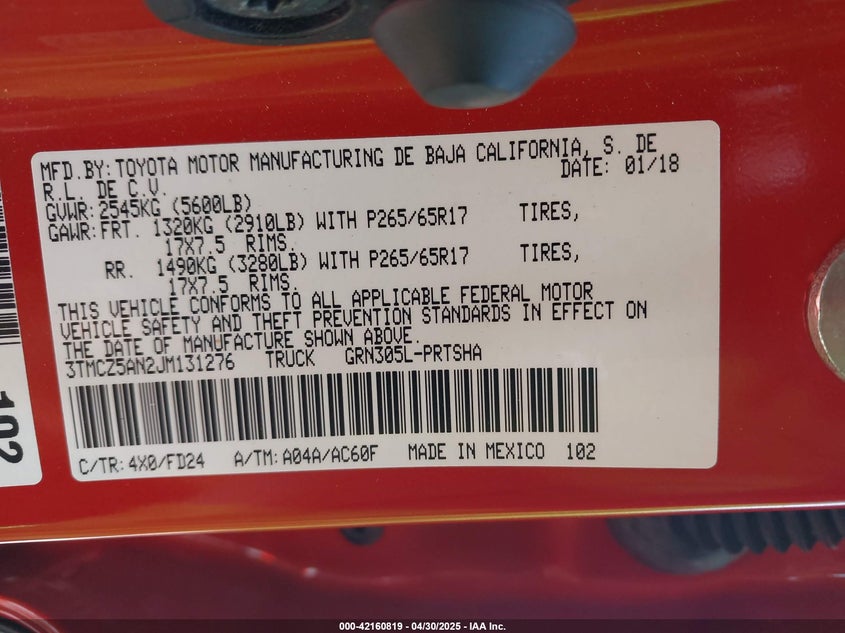 MFD.BY:TOYOTA MOTOR MANUFACTURING DE BAJA CALIFORNIA, S. DE
R.L. DE C.V. DATE: 01/18
GVWR:2545KG (5600LB)
GAWR:FRT. 1320KG (2910LB) WITH P265/65R17 TIRES,
17X7.5 RIMS.
RR. 1490KG (3280LB) WITH P265/65R17 TIRES,
17X7.5 RIMS.
THIS VEHICLE CONFORMS TO ALL APPLICABLE FEDERAL MOTOR
VEHICLE SAFETY AND THEFT PREVENTION STANDARDS IN EFFECT ON
THE DATE OF MANUFACTURE SHOWN ABOVE.
3TMCZ5AN2JM131276 TRUCK GRN305L-PRTSHA
C/TR:4X0/FD24 A/TM:A04A/AC60F MADE IN MEXICO 102
102
000-42160819 / 04/30/2025 - IAA Inc.